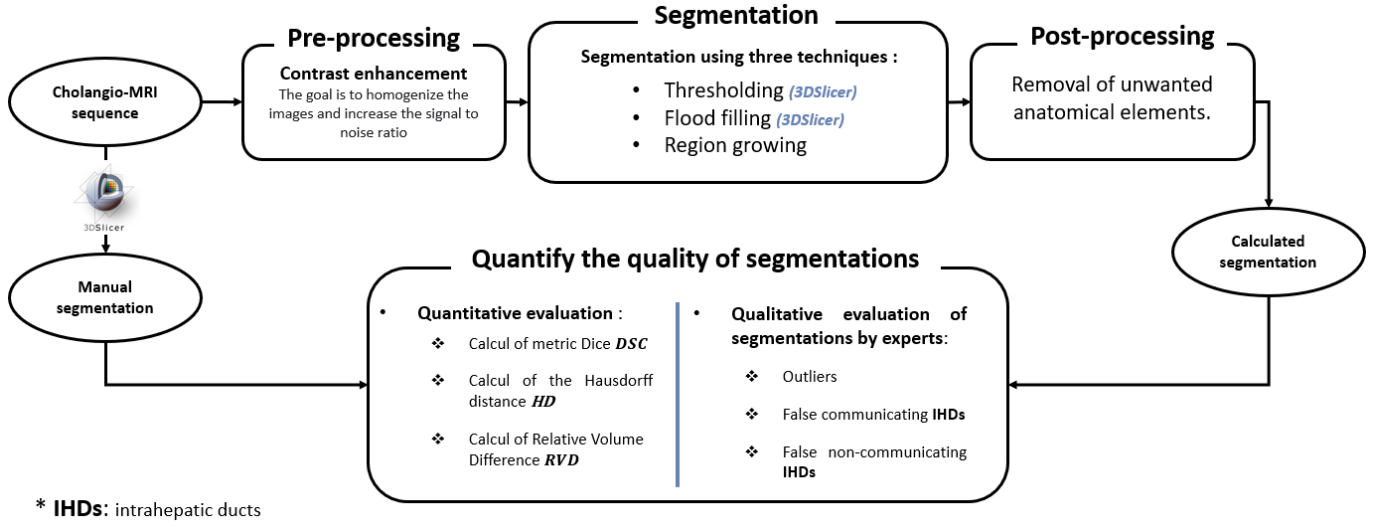 Pre-processing
Contrast enhancement
The goal is to homogenize the
images and increase the signal to
noise ratio
Segmentation
Segmentation using three techniques :
• Thresholding (3DSlicer)
• Flood filling (3DSlicer)
• Region growing
Post-processing
Removal of unwanted
anatomical elements.
Cholangio-MRI
sequence
3DSlicer
Manual
segmentation
Calculated
segmentation
Quantify the quality of segmentations
• Quantitative evaluation :
❖ Calcul of metric Dice DSC
❖ Calcul of the Hausdorff
distance HD
❖ Calcul of Relative Volume
Difference RVD
• Qualitative evaluation of
segmentations by experts:
❖ Outliers
❖ False communicating IHDs
❖ False non-communicating
IHDs
* IHDs: intrahepatic ducts